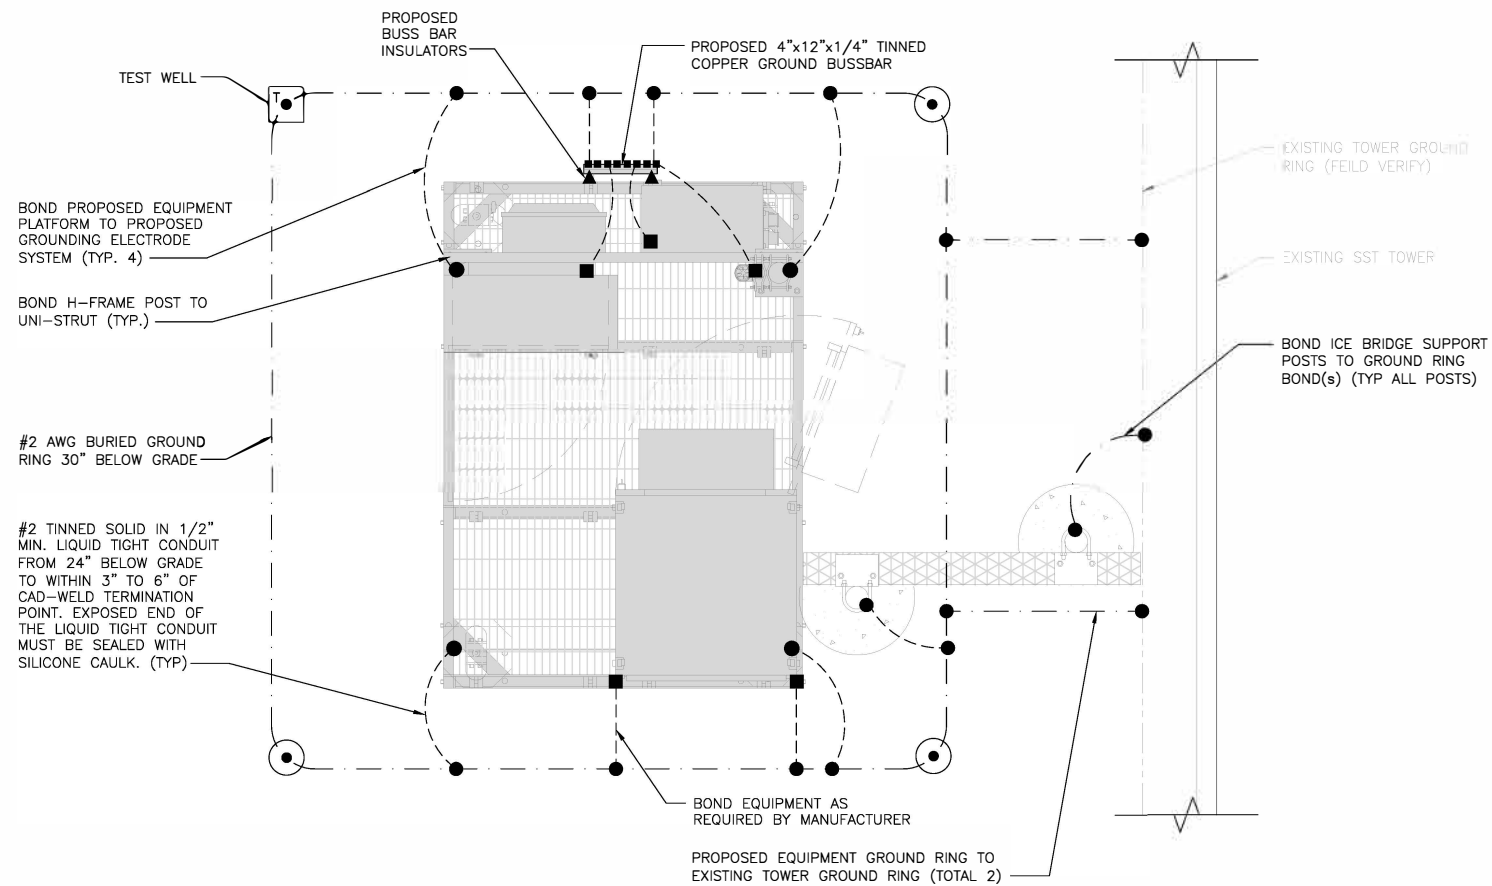 PROPOSED
BUSS BAR
INSULATORS
PROPOSED 4"x12"x1/4" TINNED
COPPER GROUND BUSSBAR
TEST WELL
T
EXISTING TOWER GROUND
RING (FEILD VERIFY)
BOND PROPOSED EQUIPMENT
PLATFORM TO PROPOSED
GROUNDING ELECTRODE
SYSTEM (TYP. 4)
EXISTING SST TOWER
BOND H-FRAME POST TO
UNI-STRUT (TYP.)
BOND ICE BRIDGE SUPPORT
POSTS TO GROUND RING
BOND(s) (TYP ALL POSTS)
#2 AWG BURIED GROUND
RING 30" BELOW GRADE
#2 TINNED SOLID IN 1/2"
MIN. LIQUID TIGHT CONDUIT
FROM 24" BELOW GRADE
TO WITHIN 3" TO 6" OF
CAD-WELD TERMINATION
POINT. EXPOSED END OF
THE LIQUID TIGHT CONDUIT
MUST BE SEALED WITH
SILICONE CAULK. (TYP)
BOND EQUIPMENT AS
REQUIRED BY MANUFACTURER
PROPOSED EQUIPMENT GROUND RING TO
EXISTING TOWER GROUND RING (TOTAL 2)